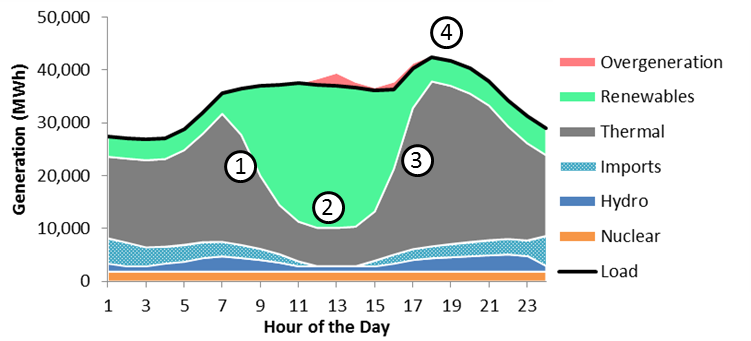 50,000
40,000
30,000
20,000
10,000
0
Generation (MWh)
1 3 5 7 9 11 13 15 17 19 21 23
Hour of the Day
1
2
3
4
Overgeneration
Renewables
Thermal
Imports
Hydro
Nuclear
Load